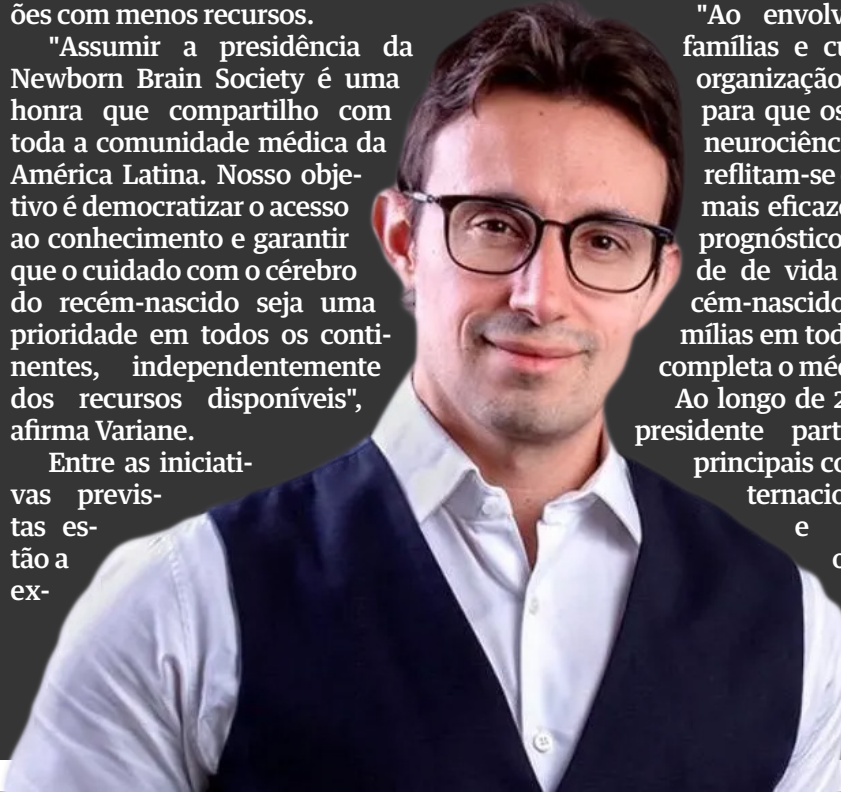 ões com menos recursos.
"Assumir a presidência da
Newborn Brain Society é uma
honra que compartilho com
toda a comunidade médica da
América Latina. Nosso obje-
tivo é democratizar o acesso
ao conhecimento e garantir
que o cuidado com o cérebro
do recém-nascido seja uma
prioridade em todos os conti-
nentes, independentemente
dos recursos disponíveis",
afirma Variane.
Entre as iniciati-
vas previs-
tas es-
tão a
ex-
"Ao envolv
famílias e cu
organização
para que os
neurociênc
reflitam-se
mais eficaze
prognóstico
de de vida
cém-nascido
mílias em tod
completa o méd
Ao longo de 2
presidente part
principais co
ternacio
e